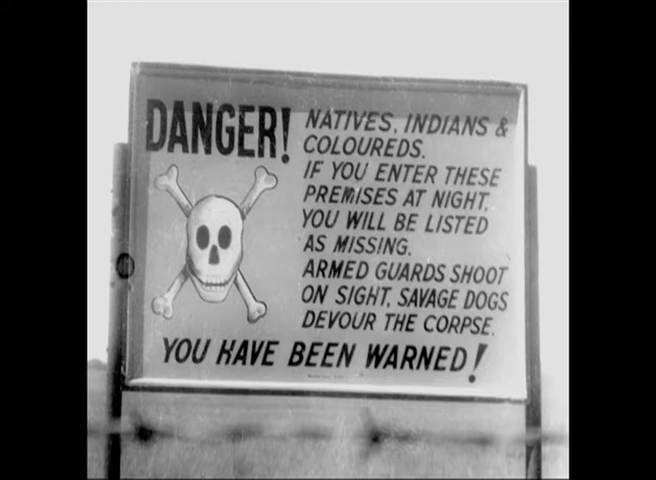 DANGER!
NATIVES, INDIANS &
COLOUREDS.
IF YOU ENTER THESE
PREMISES AT NIGHT,
YOU WILL BE LISTED
AS MISSING.
ARMED GUARDS SHOOT
ON SIGHT. SAVAGE DOGS
DEVOUR THE CORPSE.
YOU HAVE BEEN WARNED!